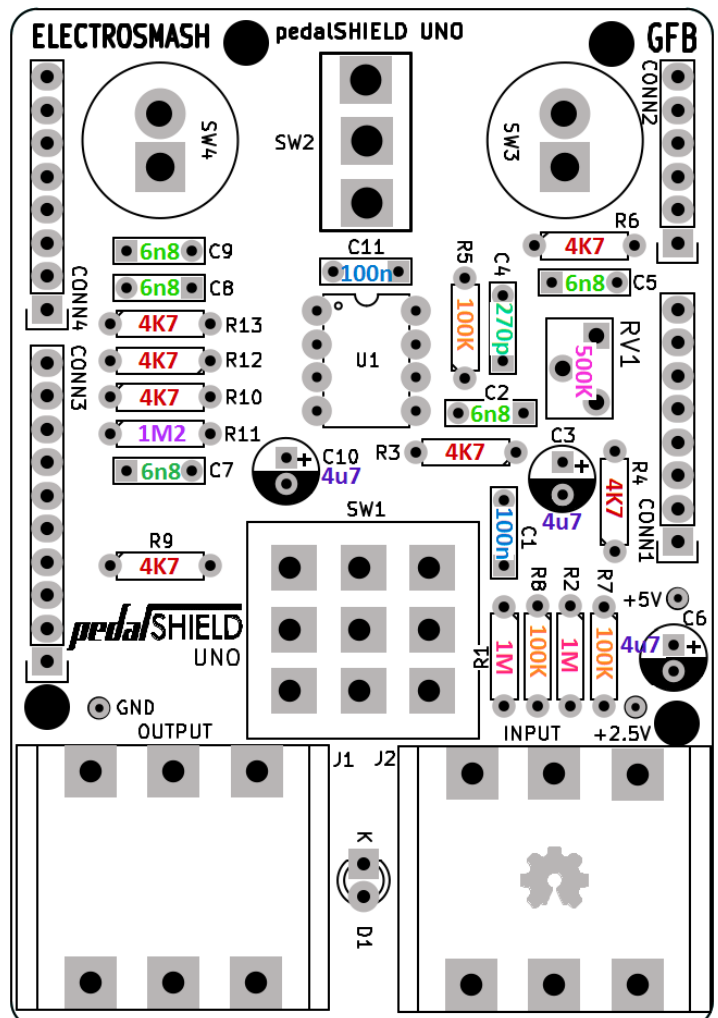 ELECTROSMASH
pedalSHIELD UNO
GFB
CONN2
SW4
SW2
SW3
R6
4K7
6n8 C9
C11
100n
R5
100K
C4
270p
6n8 C5
6n8 C8
CONN4
4K7 R13
U1
RV1
500K
4K7 R12
CONN3
4K7 R10
C2
6n8
1M2 R11
R3 4K7
C3
+
4u7
R4
4K7
6n8 C7
C10
+
4u7
CONN1
SW1
100n
C1
R9
4K7
R1
1M
R8
100K
R2
1M
R7
100K
+5V
C6
4u7
+
pedalSHIELD
UNO
GND
OUTPUT
INPUT
+2.5V
J1
J2
K
D1